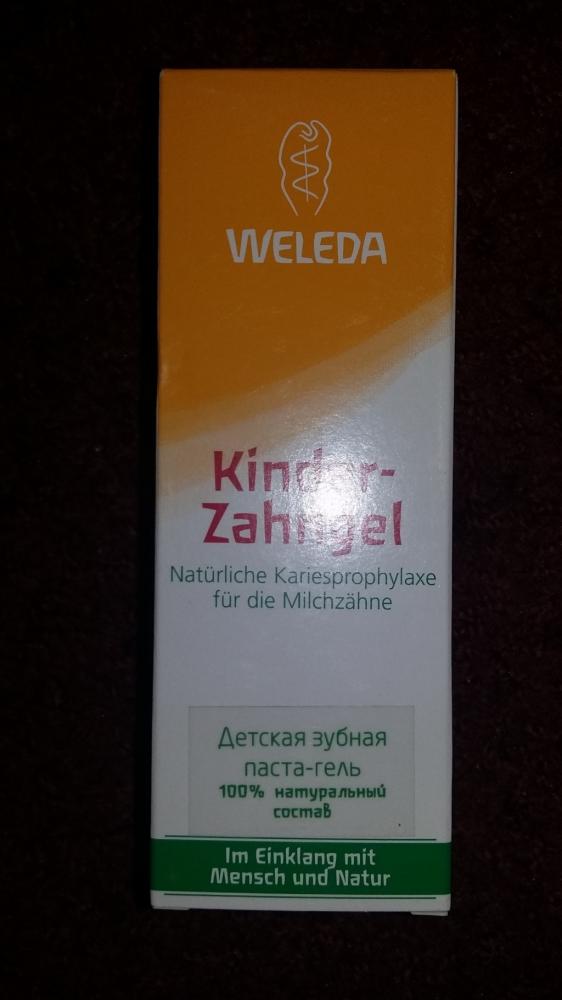 WELEDA
Kinder-
Zahngel
Natürliche Kariesprophylaxe
für die Milchzähne
Детская зубная
паста-гель
100% натуральный
состав
Im Einklang mit
Mensch und Natur